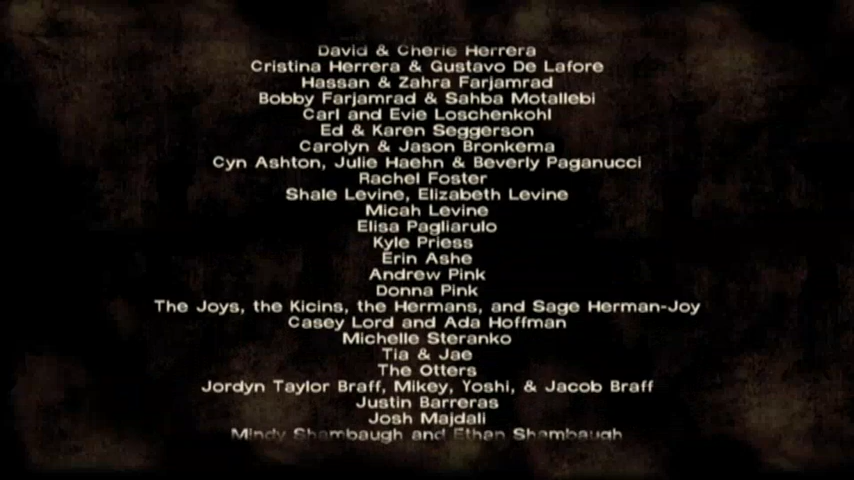 David & Cherie Herrera
Cristina Herrera & Gustavo De Lafore
Hassan & Zahra Farjamrad
Bobby Farjamrad & Sahba Motallebi
Carl and Evie Loschenkohl
Ed & Karen Seggerson
Carolyn & Jason Bronkema
Cyn Ashton, Julie Haehn & Beverly Paganucci
Rachel Foster
Shale Levine, Elizabeth Levine
Micah Levine
Elisa Pagliarulo
Kyle Priess
Erin Ashe
Andrew Pink
Donna Pink
The Joys, the Kicins, the Hermans, and Sage Herman-Joy
Casey Lord and Ada Hoffman
Michelle Steranko
Tia & Jae
The Otters
Jordyn Taylor Braff, Mikey, Yoshi, & Jacob Braff
Justin Barreras
Josh Majdali
Mindy Shambaugh and Ethan Shambaugh